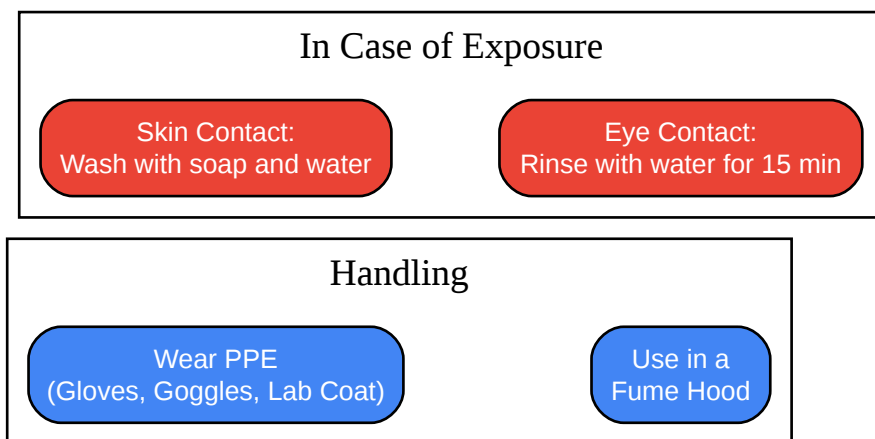 In Case of Exposure
Skin Contact:
Wash with soap and water
Eye Contact:
Rinse with water for 15 min
Handling
Wear PPE
(Gloves, Goggles, Lab Coat)
Use in a
Fume Hood